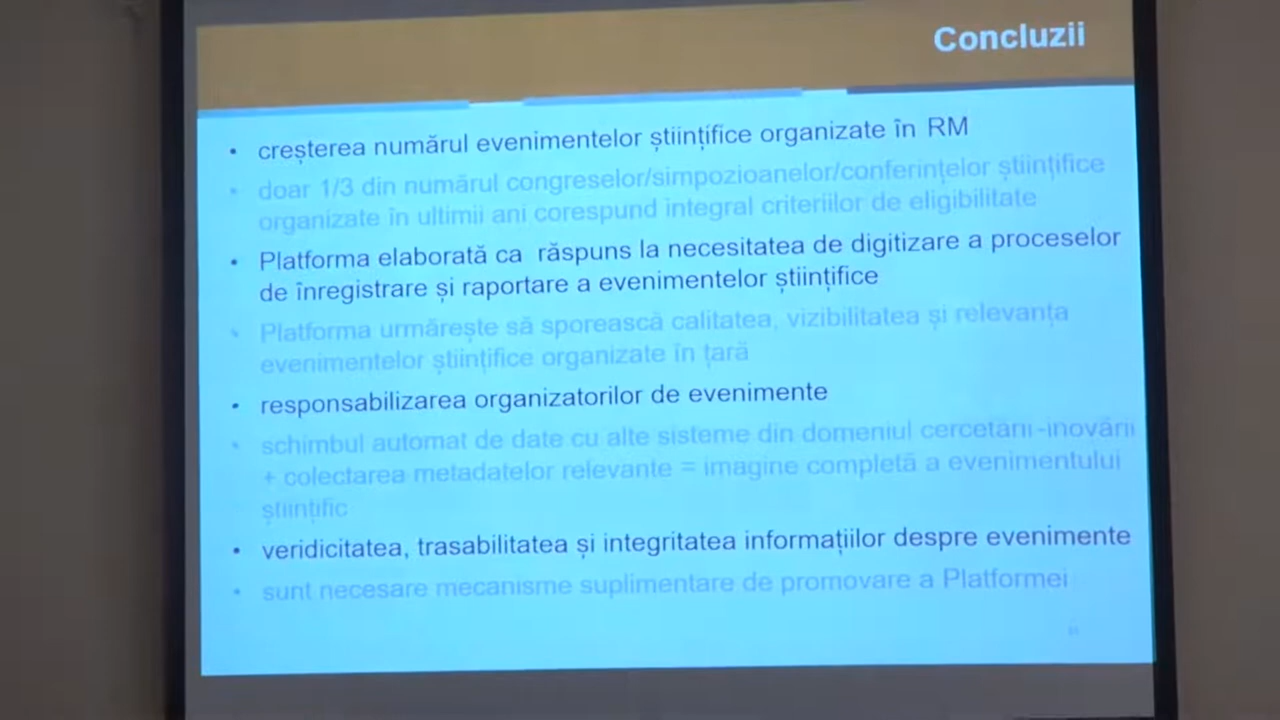 Concluzii
• creșterea numărul evenimentelor științifice organizate în RM
• doar 1/3 din numărul congreselor/simpozioanelor/conferințelor științifice
organizate în ultimii ani corespund integral criteriilor de eligibilitate
• Platforma elaborată ca răspuns la necesitatea de digitizare a proceselor
de înregistrare și raportare a evenimentelor științifice
• Platforma urmărește să sporească calitatea, vizibilitatea și relevanța
evenimentelor științifice organizate în țară
• responsabilizarea organizatorilor de evenimente
• schimbul automat de date cu alte sisteme din domeniul cercetării-inovării
+ colectarea metadatelor relevante = imagine completă a evenimentului
științific
• veridicitatea, trasabilitatea și integritatea informațiilor despre evenimente
• sunt necesare mecanisme suplimentare de promovare a Platformei